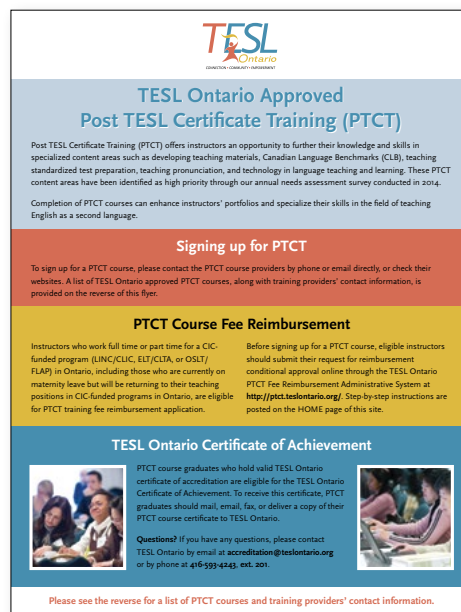 TESL
Ontario
CONNECTION • COMMUNITY • EMPOWERMENT
TESL Ontario Approved
Post TESL Certificate Training (PTCT)
Post TESL Certificate Training (PTCT) offers instructors an opportunity to further their knowledge and skills in
specialized content areas such as developing teaching materials, Canadian Language Benchmarks (CLB), teaching
standardized test preparation, teaching pronunciation, and technology in language teaching and learning. These PTCT
content areas have been identified as high priority through our annual needs assessment survey conducted in 2014.
Completion of PTCT courses can enhance instructors' portfolios and specialize their skills in the field of teaching
English as a second language.
Signing up for PTCT
To sign up for a PTCT course, please contact the PTCT course providers by phone or email directly, or check their
websites. A list of TESL Ontario approved PTCT courses, along with training providers' contact information, is
provided on the reverse of this flyer.
PTCT Course Fee Reimbursement
Instructors who work full time or part time for a CIC-
funded program (LINC/CLIC, ELT/CLTA, or OSLT/
FLAP) in Ontario, including those who are currently on
maternity leave but will be returning to their teaching
positions in CIC-funded programs in Ontario, are eligible
for PTCT training fee reimbursement application.
Before signing up for a PTCT course, eligible instructors
should submit their request for reimbursement
conditional approval online through the TESL Ontario
PTCT Fee Reimbursement Administrative System at
http://ptct.teslontario.org/. Step-by-step instructions are
posted on the HOME page of this site.
TESL Ontario Certificate of Achievement
PTCT course graduates who hold valid TESL Ontario
certificate of accreditation are eligible for the TESL Ontario
Certificate of Achievement. To receive this certificate, PTCT
graduates should mail, email, fax, or deliver a copy of their
PTCT course certificate to TESL Ontario.
Questions? If you have any questions, please contact
TESL Ontario by email at accreditation@teslontario.org
or by phone at 416-593-4243, ext. 201.
Please see the reverse for a list of PTCT courses and training providers' contact information.